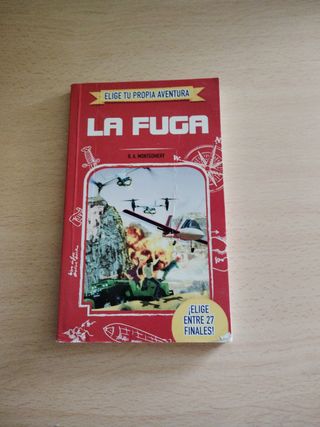 ELIGE TU PROPIA AVENTURA
LA FUGA
R. A. MONTGOMERY
¡ELIGE
ENTRE 27
FINALES!